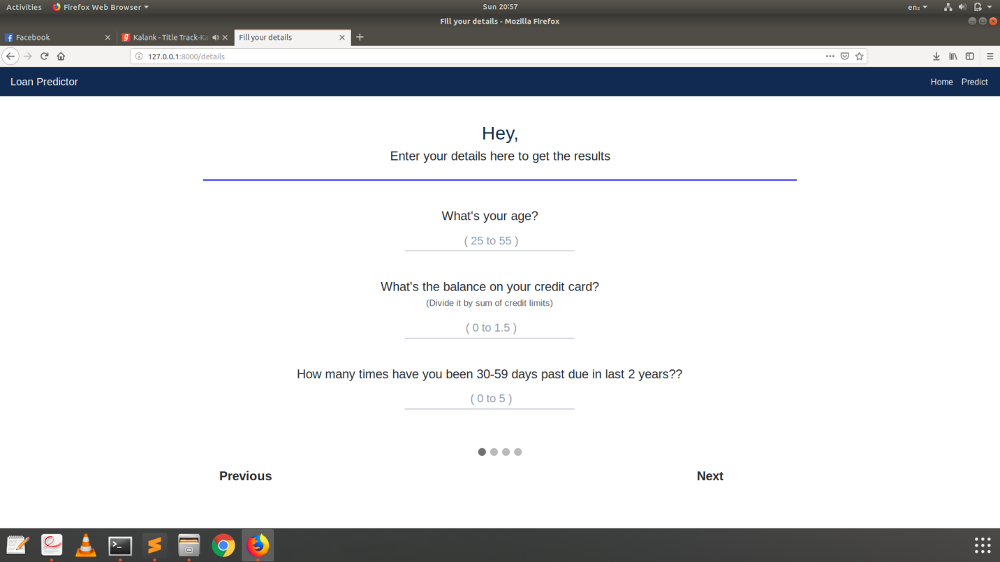 Activities Firefox Web Browser Sun 20:57 en₂
Fill your details - Mozilla Firefox
Facebook Kalank - Title Track-Ka Fill your details
127.0.0.1:8000/details
Loan Predictor Home Predict
Hey,
Enter your details here to get the results
What's your age?
( 25 to 55 )
What's the balance on your credit card?
(Divide it by sum of credit limits)
( 0 to 1.5 )
How many times have you been 30-59 days past due in last 2 years??
( 0 to 5 )
Previous Next